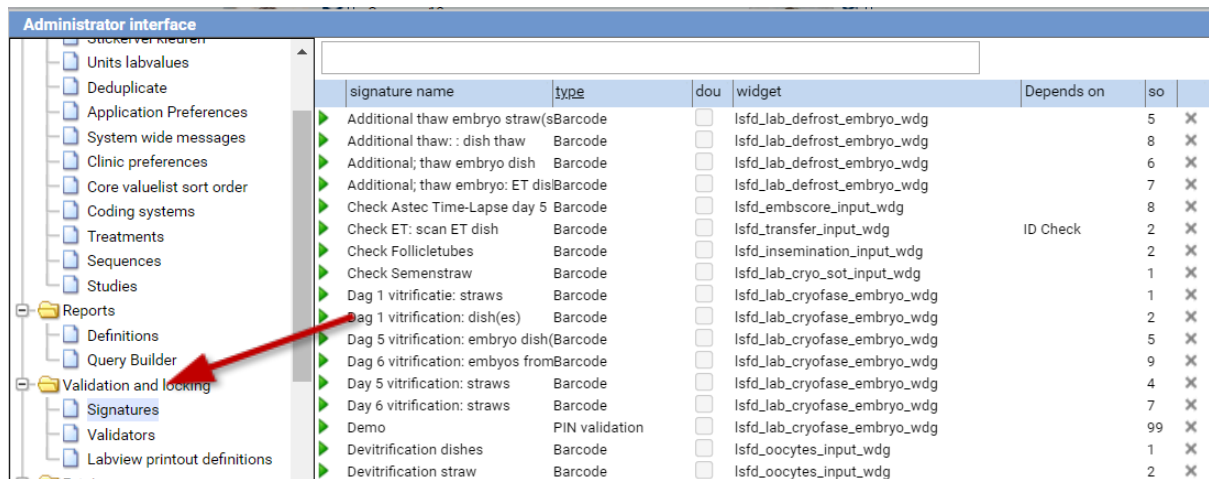 Administrator interface
Stickervel kleuren
Units labvalues
Deduplicate
Application Preferences
System wide messages
Clinic preferences
Core valuelist sort order
Coding systems
Treatments
Sequences
Studies
Reports
Definitions
Query Builder
Validation and locking
Signatures
Validators
Labview printout definitions
signature name type dou widget Depends on so
Additional thaw embryo straw(s Barcode lsfd_lab_defrost_embryo_wdg 5
Additional thaw: : dish thaw Barcode lsfd_lab_defrost_embryo_wdg 8
Additional; thaw embryo dish Barcode lsfd_lab_defrost_embryo_wdg 6
Additional; thaw embryo: ET dis Barcode lsfd_lab_defrost_embryo_wdg 7
Check Astec Time-Lapse day 5 Barcode lsfd_embscore_input_wdg 8
Check ET: scan ET dish Barcode lsfd_transfer_input_wdg ID Check 2
Check Follicletubes Barcode lsfd_insemination_input_wdg 2
Check Semenstraw Barcode lsfd_lab_cryo_sot_input_wdg 1
Dag 1 vitrificatie: straws Barcode lsfd_lab_cryofase_embryo_wdg 1
Dag 1 vitrification: dish(es) Barcode lsfd_lab_cryofase_embryo_wdg 2
Dag 5 vitrification: embryo dish( Barcode lsfd_lab_cryofase_embryo_wdg 5
Dag 6 vitrification: embyos from Barcode lsfd_lab_cryofase_embryo_wdg 9
Day 5 vitrification: straws Barcode lsfd_lab_cryofase_embryo_wdg 4
Day 6 vitrification: straws Barcode lsfd_lab_cryofase_embryo_wdg 7
Demo PIN validation lsfd_lab_cryofase_embryo_wdg 99
Devitrification dishes Barcode lsfd_oocytes_input_wdg 1
Devitrification straw Barcode lsfd_oocytes_input_wdg 2